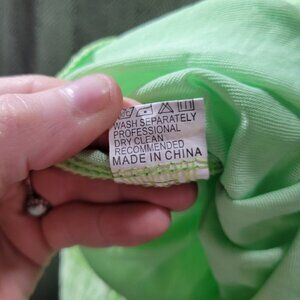 WASH SEPARATELY
PROFESSIONAL
DRY CLEAN
RECOMMENDED
MADE IN CHINA